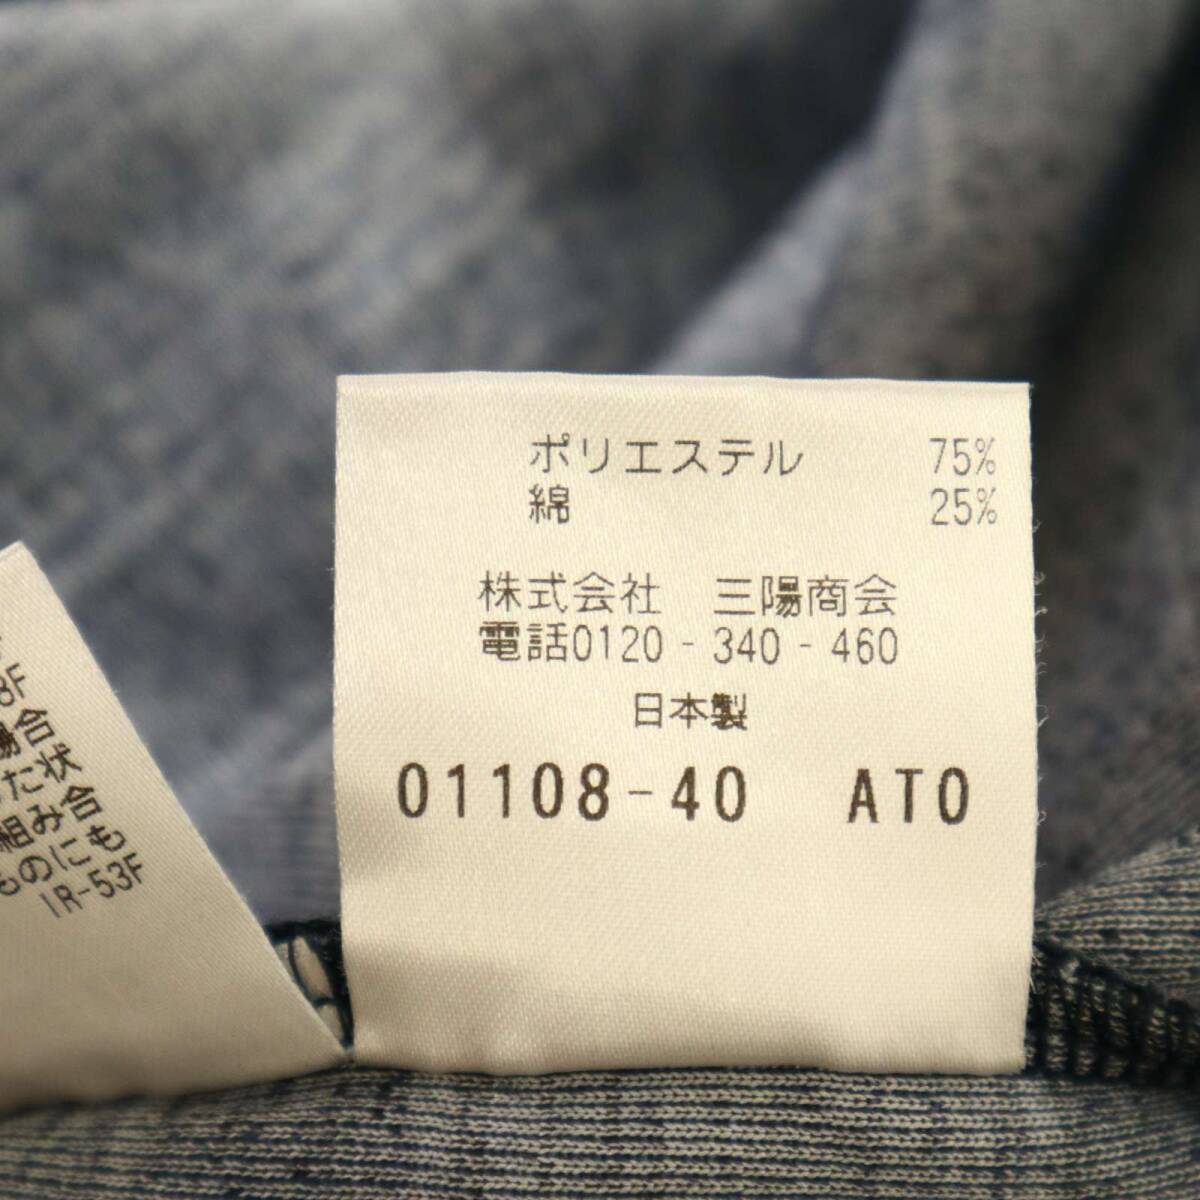 ポリエステル 75%
綿 25%
株式会社 三陽商会
電話0120-340-460
日本製
01108-40 ATO
8F
場合
した状
組み合
ものにも
IR-53F